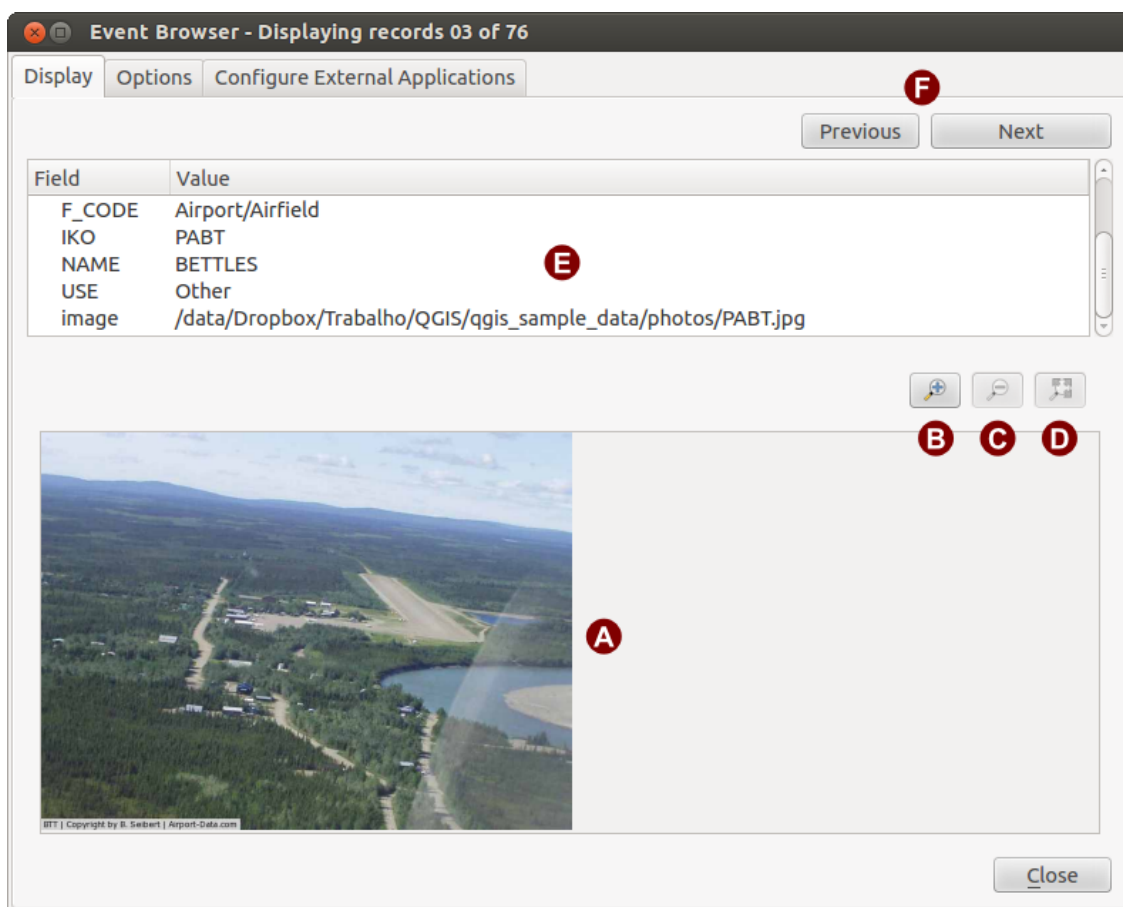 Event Browser - Displaying records 03 of 76
Display Options Configure External Applications
F
Previous Next
Field Value
F_CODE Airport/Airfield
IKO PABT
NAME BETTLES
E
USE Other
image /data/Dropbox/Trabalho/QGIS/qgis_sample_data/photos/PABT.jpg
B C D
A
BTT | Copyright by B. Seibert | Airport-Data.com
Close